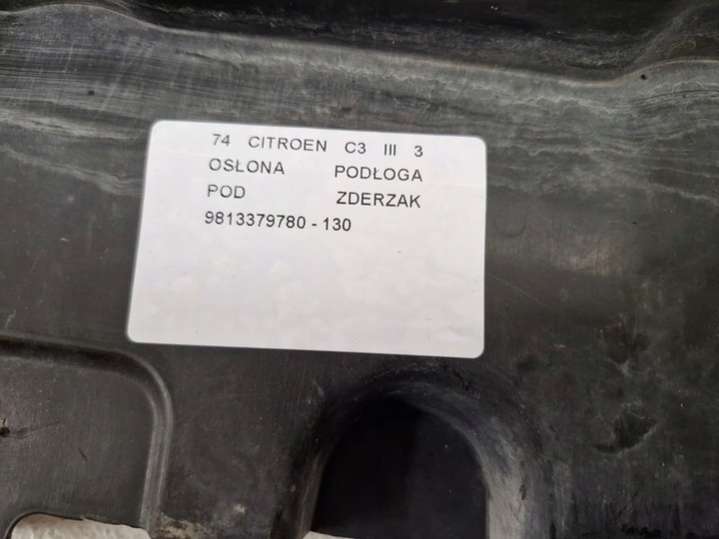 74 CITROEN C3 III 3
OSŁONA PODŁOGA
POD ZDERZAK
9813379780 - 130